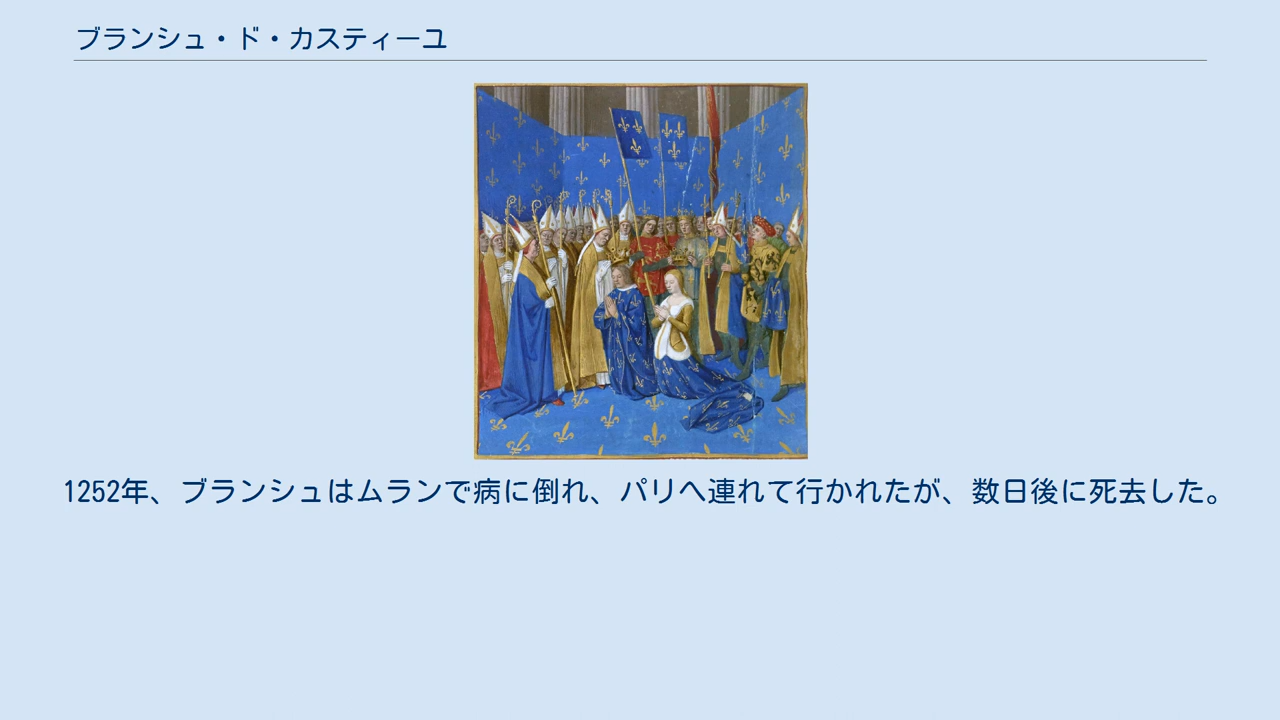 ブランシュ・ド・カスティーユ
1252年、ブランシュはムランで病に倒れ、パリへ連れて行かれたが、数日後に死去した。